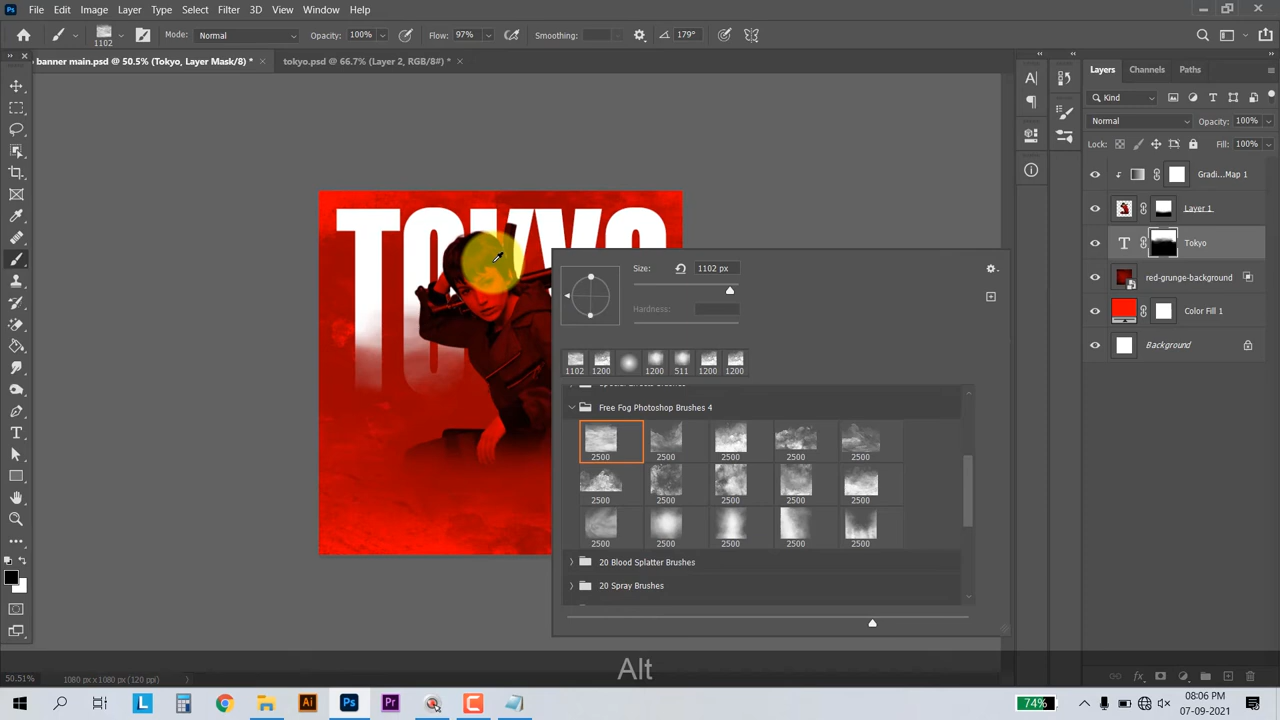 Ps File Edit Image Layer Type Select Filter 3D View Window Help
1102 Mode: Normal Opacity: 100% Flow: 97% Smoothing: 179°
banner main.psd @ 50.5% (Tokyo, Layer Mask/8) * × tokyo.psd @ 66.7% (Layer 2, RGB/8#) * ×
Layers Channels Paths
Kind
Normal Opacity: 100%
Lock: Fill: 100%
Gradi...Map 1
Layer 1
Tokyo
red-grunge-background
Color Fill 1
Background
TOKYO
Size: 1102 px
Hardness:
1102 1200 1200 511 1200 1200
Free Fog Photoshop Brushes 4
2500 2500 2500 2500 2500
2500 2500 2500 2500 2500
2500 2500 2500 2500 2500
20 Blood Splatter Brushes
20 Spray Brushes
Alt
50.51% 1080 px x 1080 px (120 ppi)
L Ai Ps Pr C 74% 08:06 PM
07-09-2021